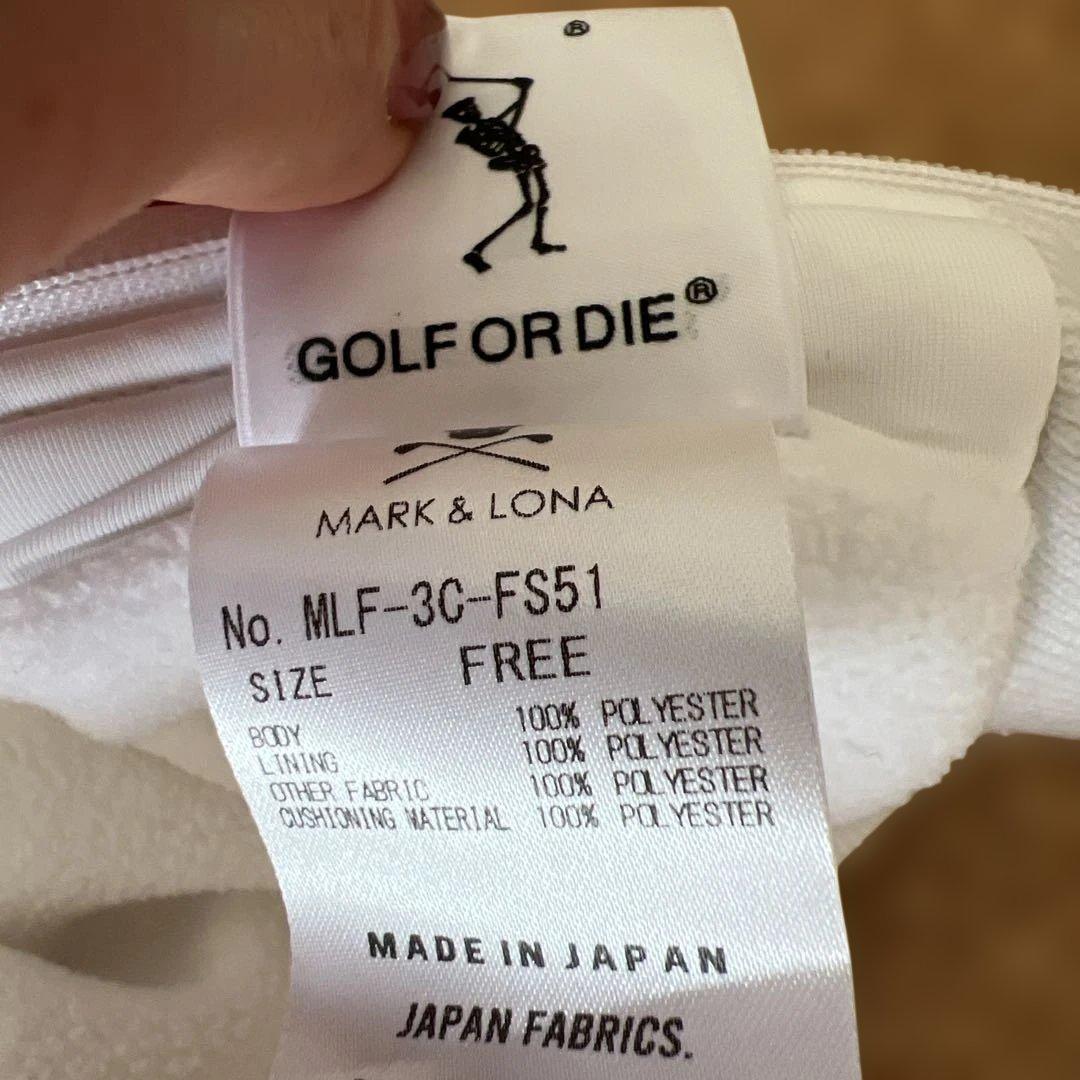 ®
GOLF OR DIE®
MARK & LONA
No. MLF-3C-FS51
SIZE FREE
BODY 100% POLYESTER
LINING 100% POLYESTER
OTHER FABRIC 100% POLYESTER
CUSHIONING MATERIAL 100% POLYESTER
MADE IN JAPAN
JAPAN FABRICS.